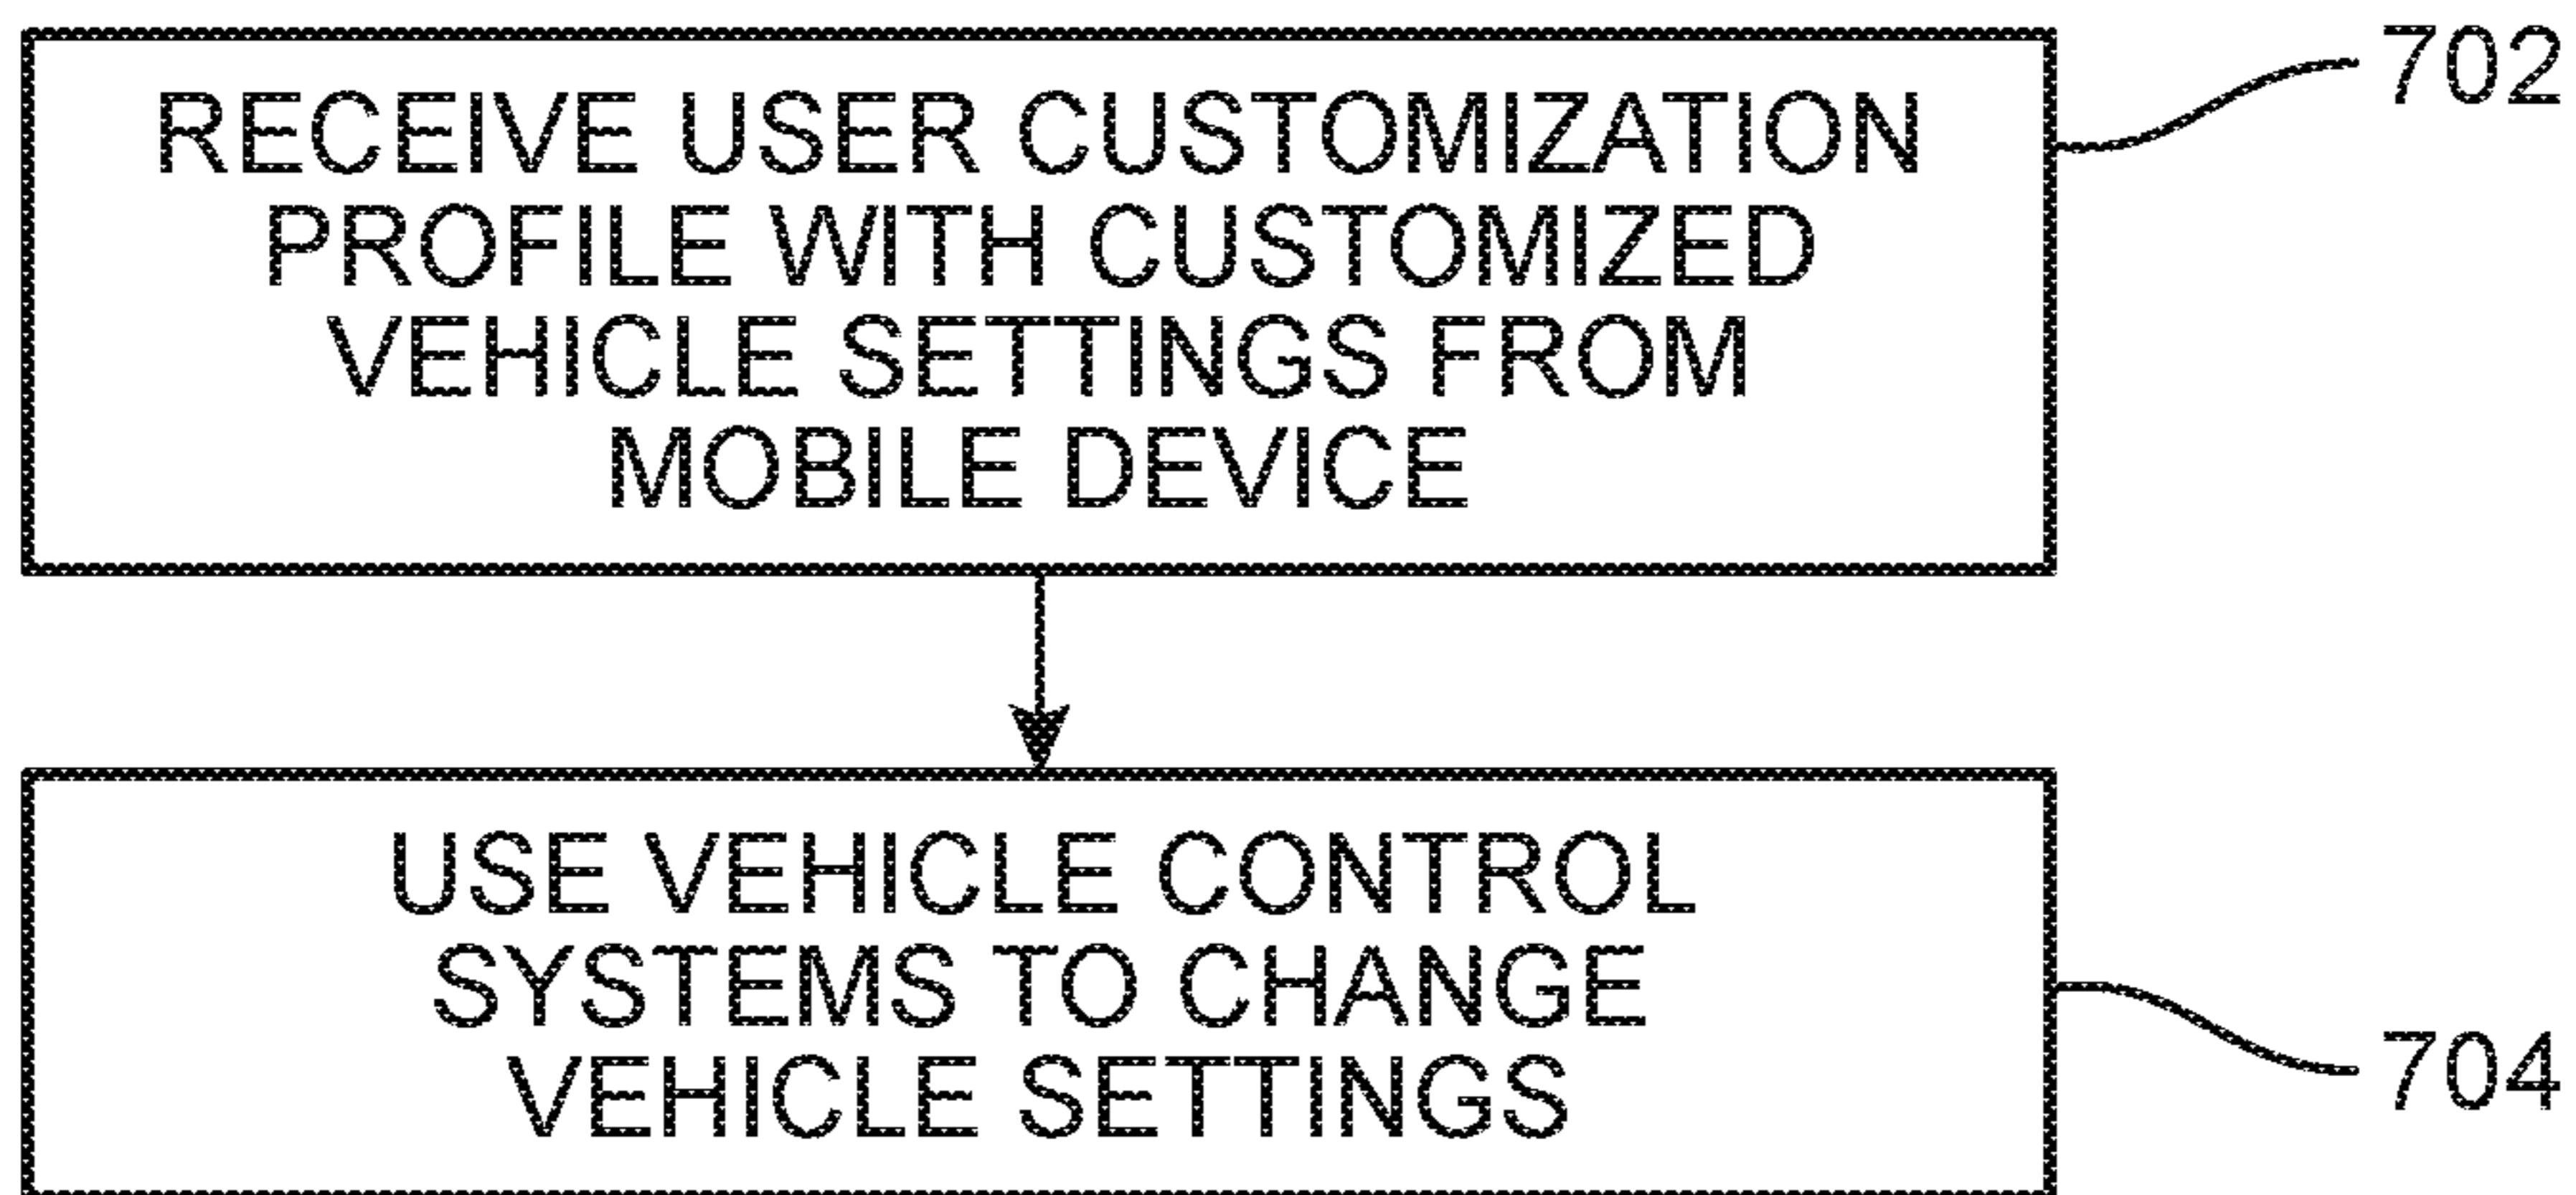 RECEIVE USER CUSTOMIZATION
PROFILE WITH CUSTOMIZED
VEHICLE SETTINGS FROM
MOBILE DEVICE
702
USE VEHICLE CONTROL
SYSTEMS TO CHANGE
VEHICLE SETTINGS
704